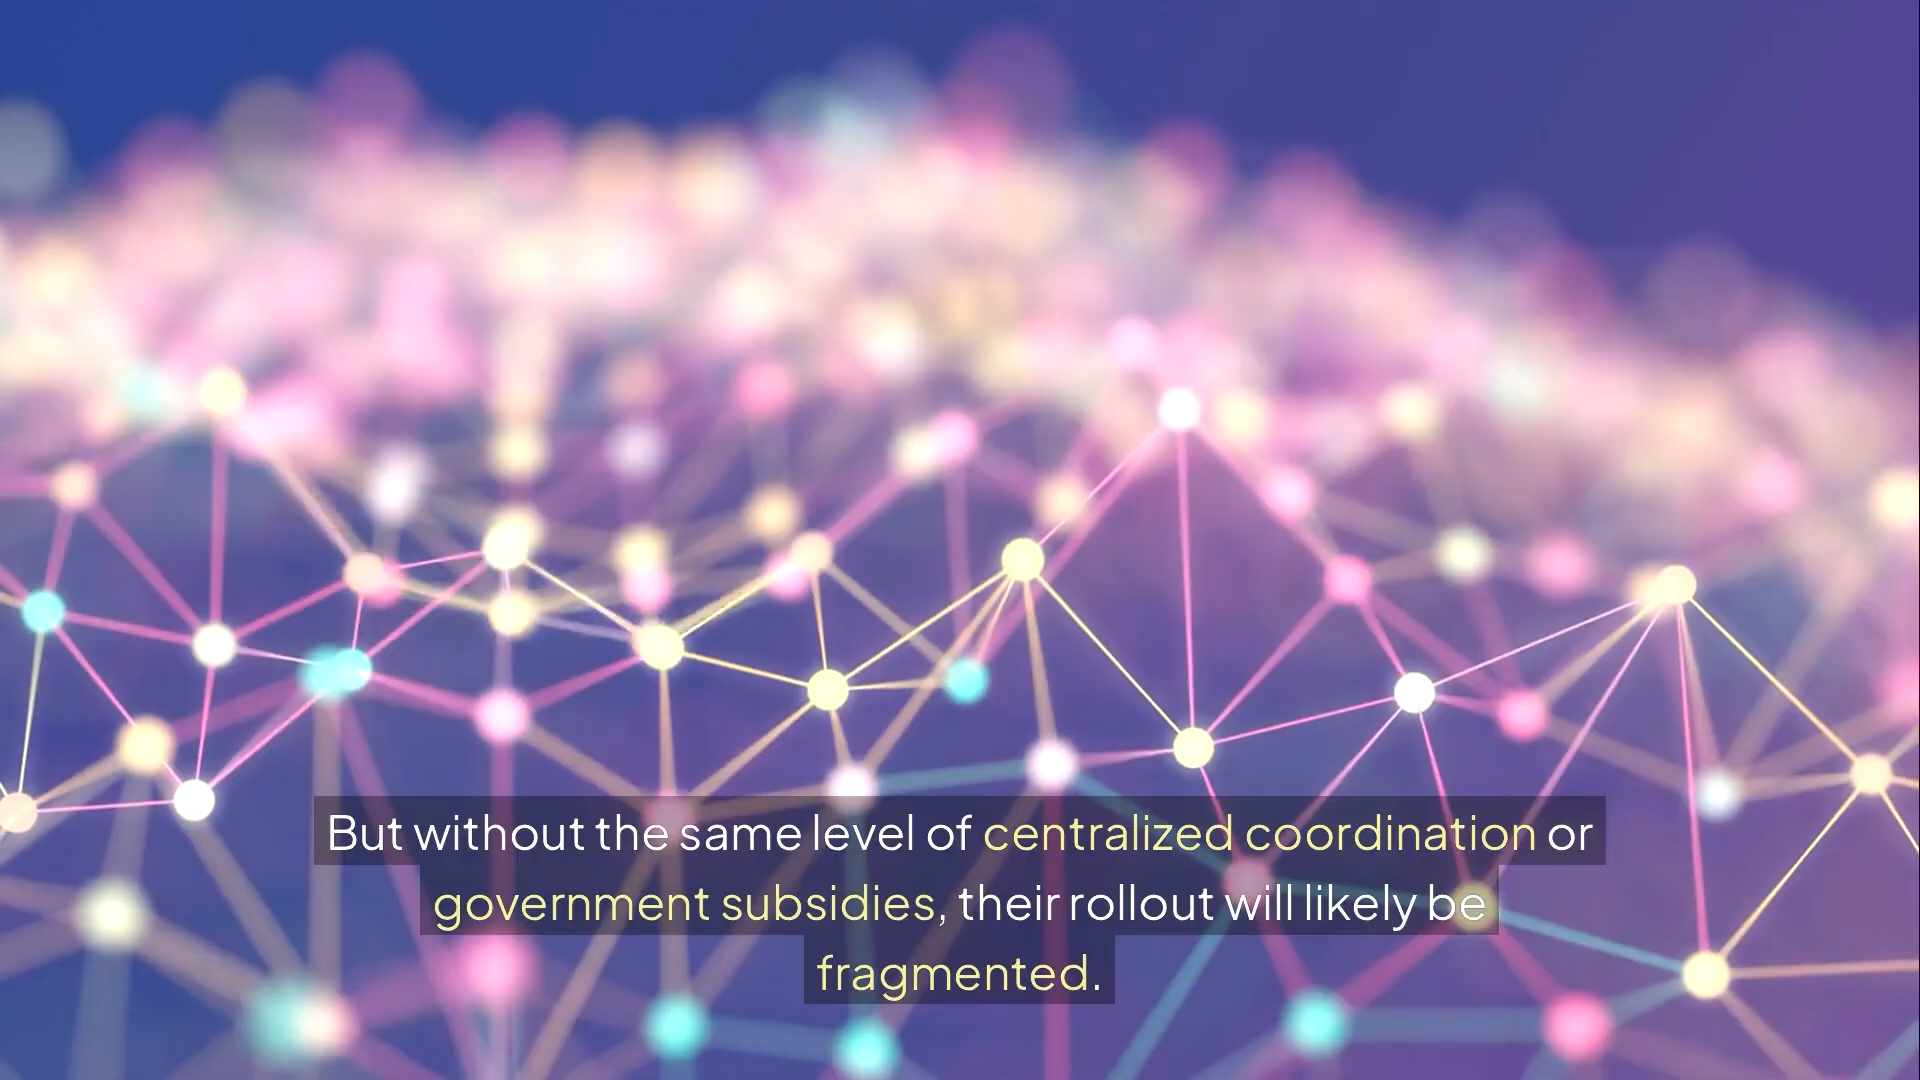 But without the same level of centralized coordination or
government subsidies, their rollout will likely be
fragmented.